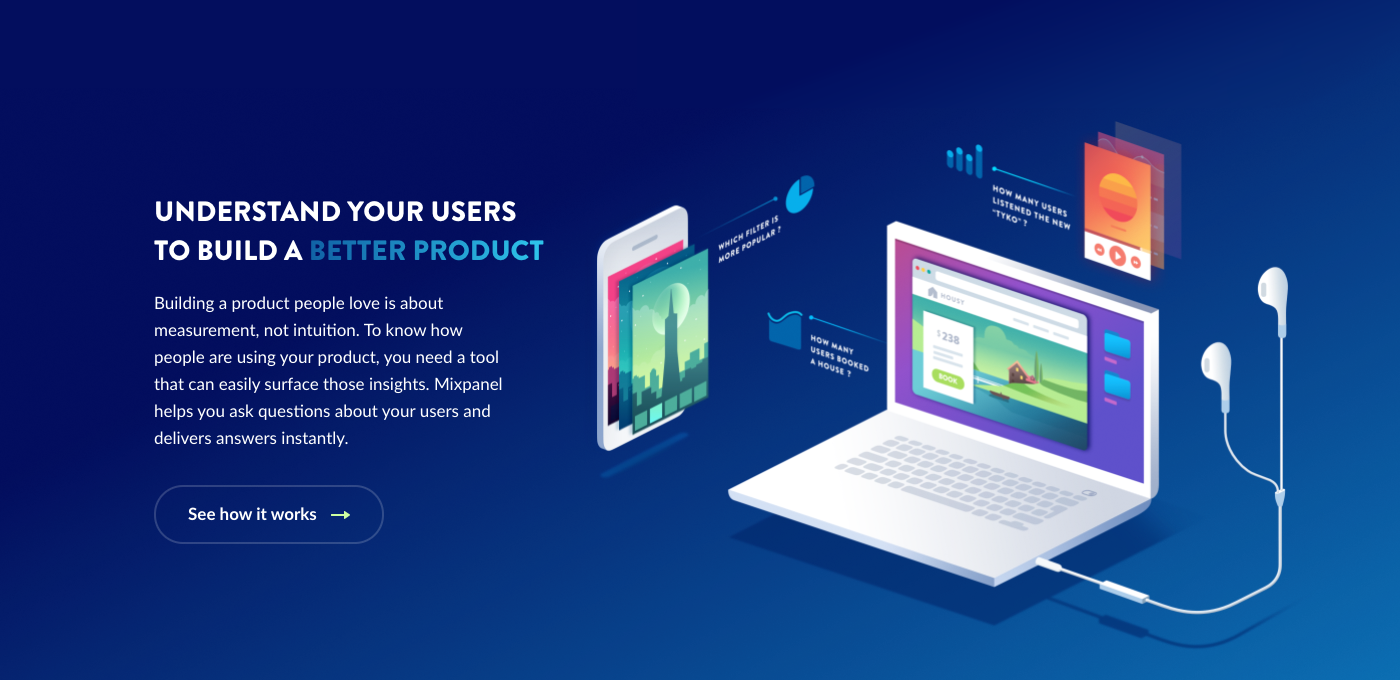 UNDERSTAND YOUR USERS
TO BUILD A BETTER PRODUCT
Building a product people love is about
measurement, not intuition. To know how
people are using your product, you need a tool
that can easily surface those insights. Mixpanel
helps you ask questions about your users and
delivers answers instantly.
See how it works
WHICH FILTER IS
MORE POPULAR ?
HOW MANY USERS
LISTENED THE NEW
"TYKO" ?
HOW MANY
USERS BOOKED
A HOUSE ?
HOUSY
$238
BOOK